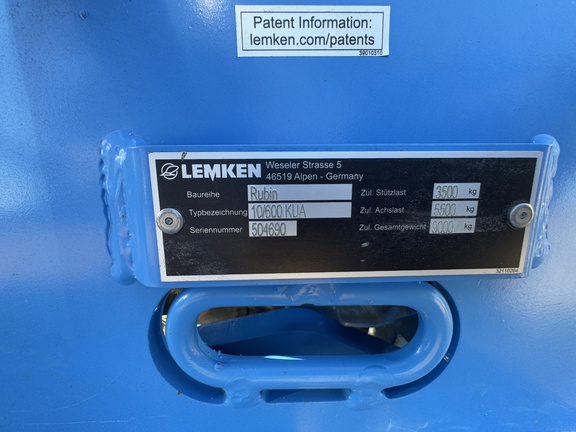 Patent Information:
lemken.com/patents
39010310
LEMKEN Weseler Strasse 5
46519 Alpen - Germany
Baureihe Rubin Zul. Stützlast 3500 kg
Typbezeichnung 10/600 KUA Zul. Achslast 5500 kg
Seriennummer 504690 Zul. Gesamtgewicht kg
32110264